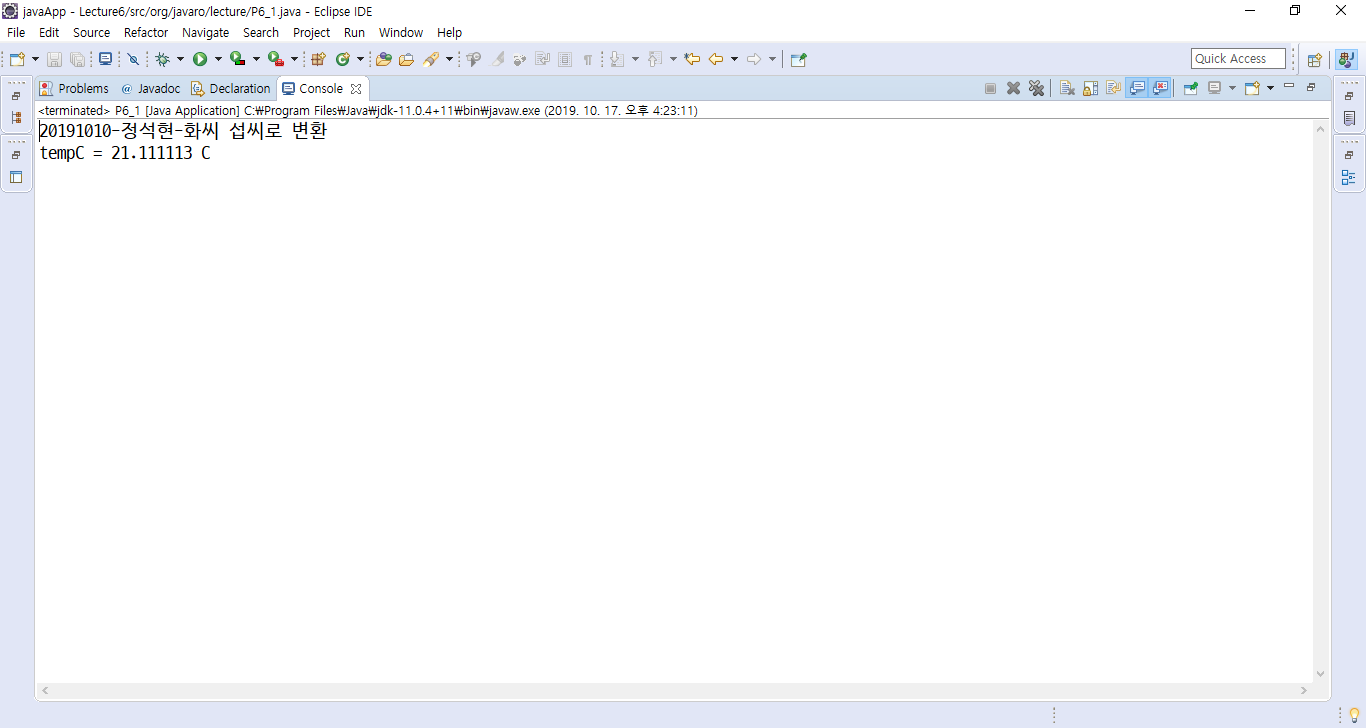 javaApp - Lecture6/src/org/javaro/lecture/P6_1.java - Eclipse IDE
File Edit Source Refactor Navigate Search Project Run Window Help
Quick Access
Problems @ Javadoc Declaration Console
<terminated> P6_1 [Java Application] C:₩Program Files₩Java₩jdk-11.0.4+11₩bin₩javaw.exe (2019. 10. 17. 오후 4:23:11)
20191010-정석현-화씨 섭씨로 변환
tempC = 21.111113 C